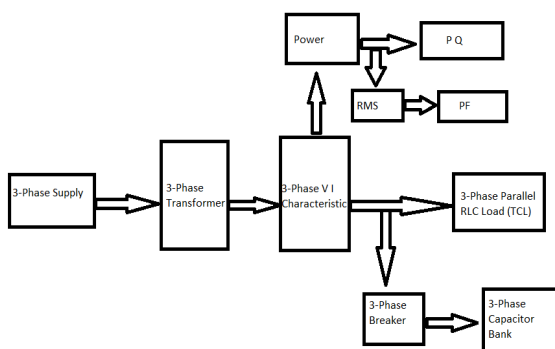 Power
P Q
RMS
PF
3-Phase Supply
3-Phase
Transformer
3-Phase V I
Characteristic
3-Phase Parallel
RLC Load (TCL)
3-Phase
Breaker
3-Phase
Capacitor
Bank